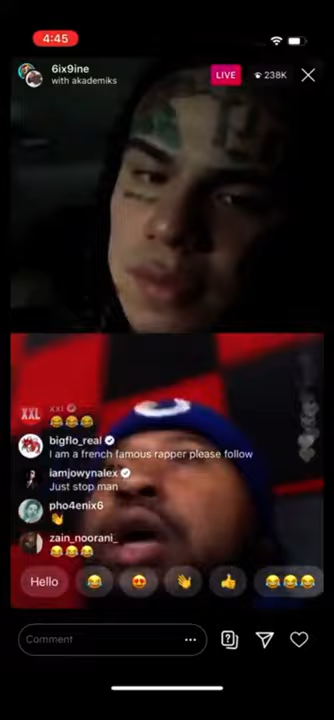 4:45
6ix9ine
with akademiks
LIVE
238K
XXL
xxl
😂😂😂
bigflo_real
I am a french famous rapper please follow
iamjowynalex
Just stop man
pho4enix6
👋
zain_noorani_
😂😂😂
Hello
😂 😍 👋 👍 😂😂😂
Comment